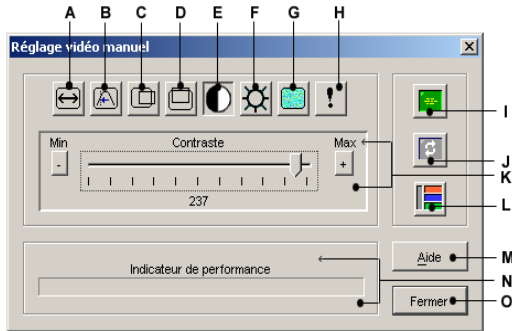 A B C D E F G H
Réglage vidéo manuel
I
Min Contraste Max
- +
J
K
237
L
Aide M
Indicateur de performance
N
Fermer O